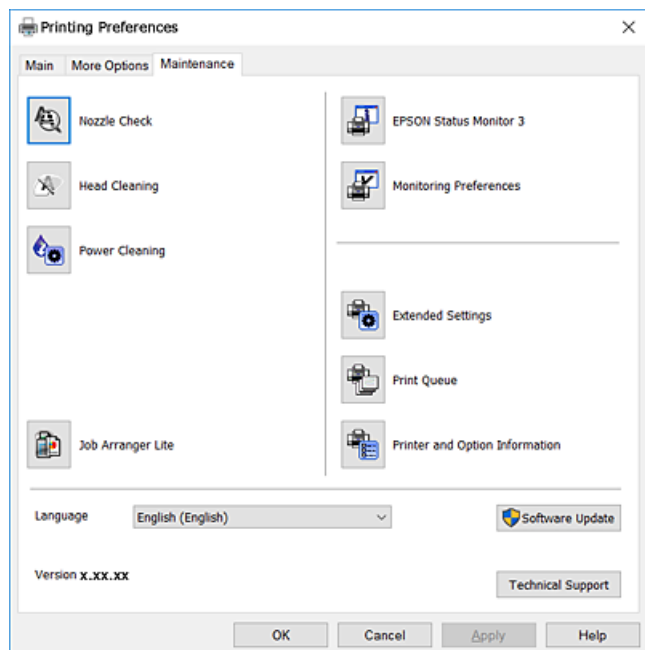 Printing Preferences
Main More Options Maintenance
Nozzle Check
EPSON Status Monitor 3
Head Cleaning
Monitoring Preferences
Power Cleaning
Extended Settings
Print Queue
Job Arranger Lite
Printer and Option Information
Language English (English) Software Update
Version x.xx.xx
Technical Support
OK Cancel Apply Help